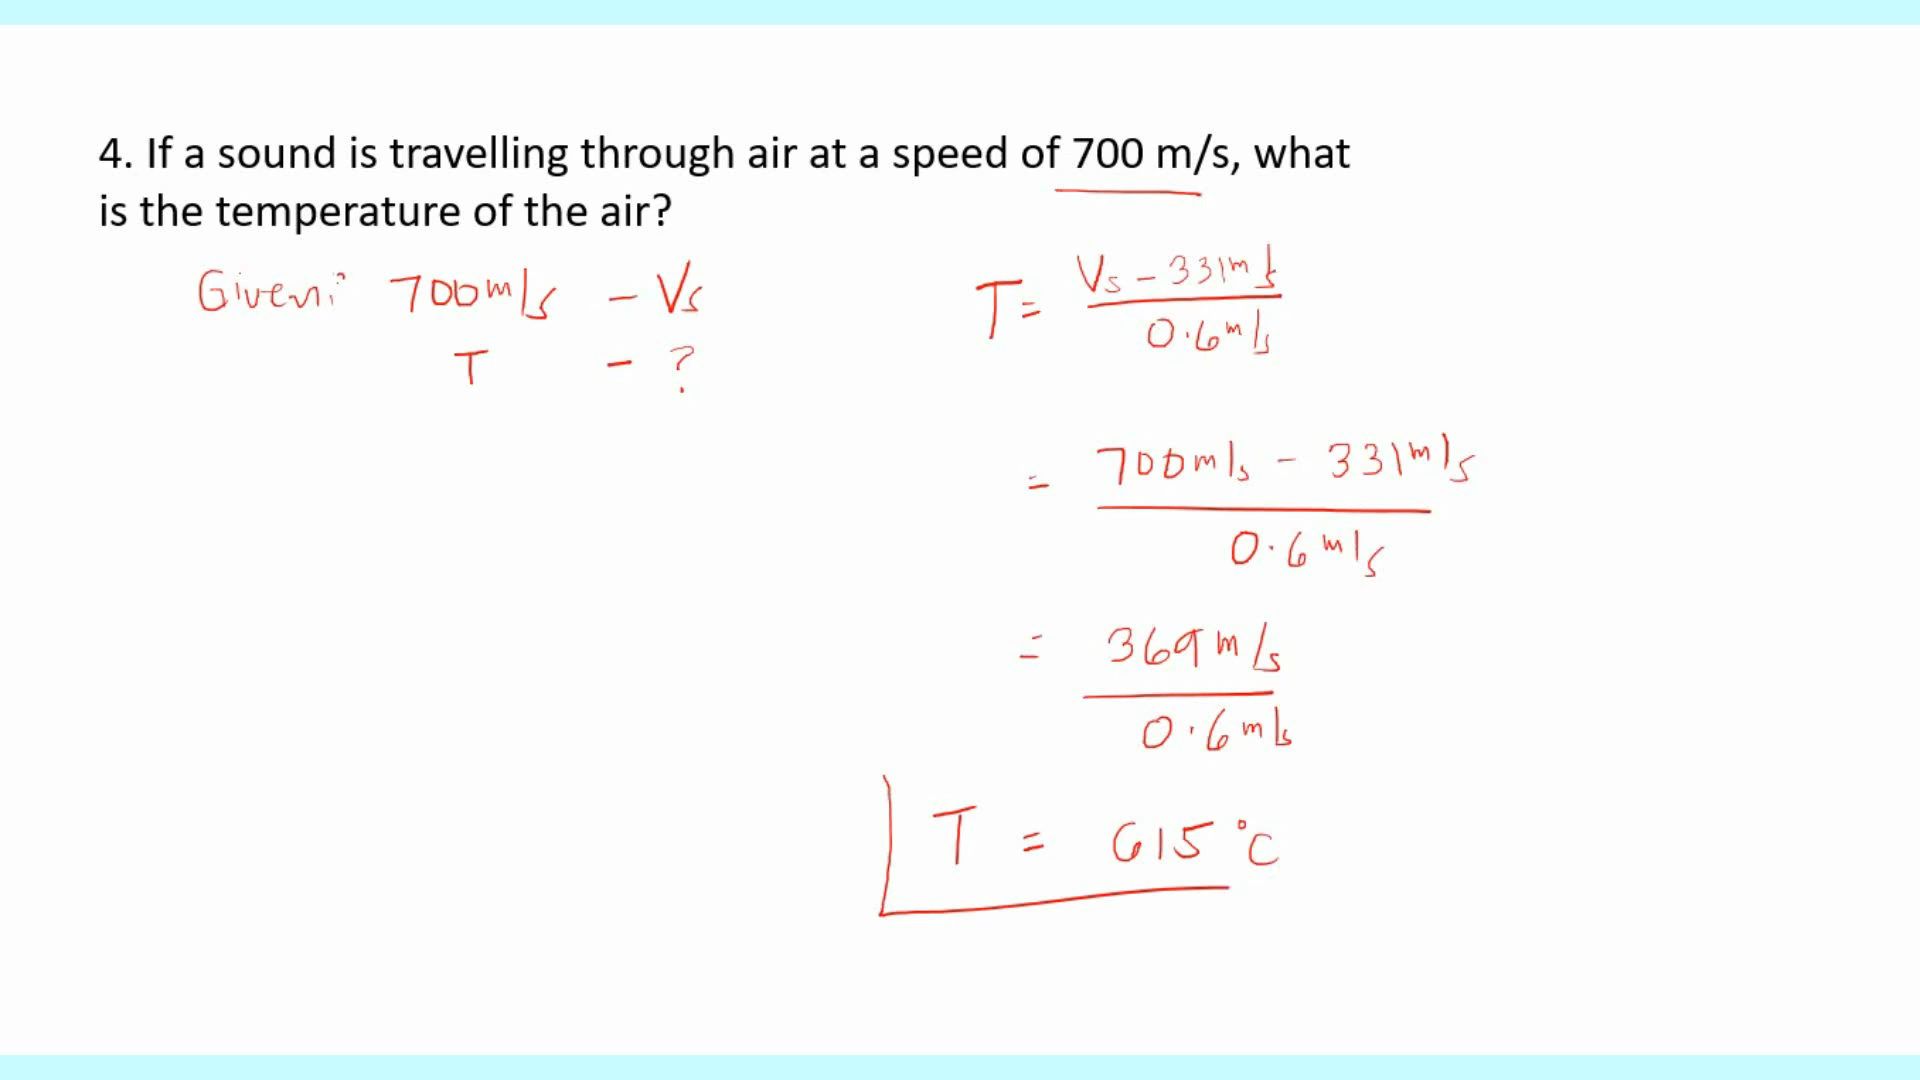 4. If a sound is travelling through air at a speed of 700 m/s, what
is the temperature of the air?
Given: 700m/s - Vs
T - ?
T = Vs - 331m/s
0.6m/s
= 700m/s - 331m/s
0.6m/s
= 369m/s
0.6m/s
T = 615°C